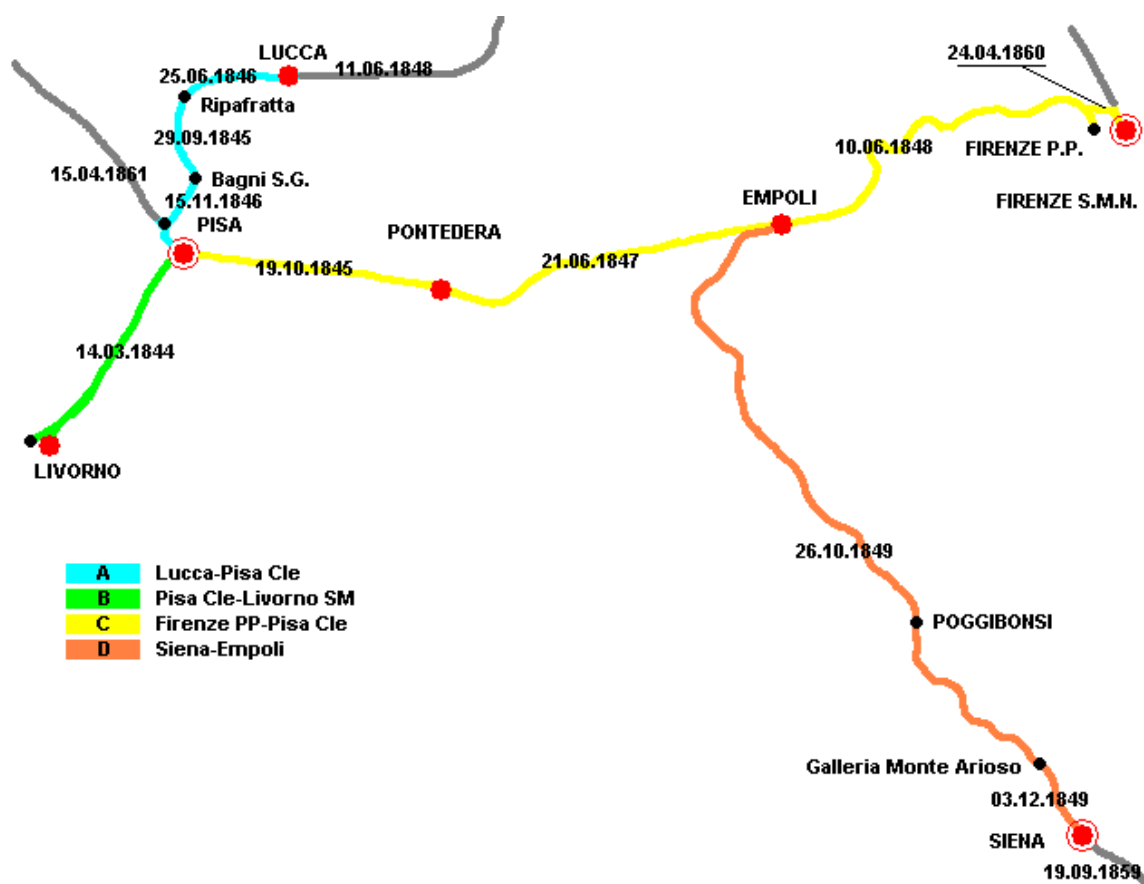 24.04.1860
LUCCA
25.06.1846
11.06.1848
Ripafratta
29.09.1845
10.06.1848
FIRENZE P.P.
15.04.1861
Bagni S.G.
15.11.1846
EMPOLI
FIRENZE S.M.N.
PISA
PONTEDERA
19.10.1845
21.06.1847
14.03.1844
LIVORNO
26.10.1849
A Lucca-Pisa Cle
B Pisa Cle-Livorno SM
C Firenze PP-Pisa Cle
D Siena-Empoli
POGGIBONSI
Galleria Monte Arioso
03.12.1849
SIENA
19.09.1859